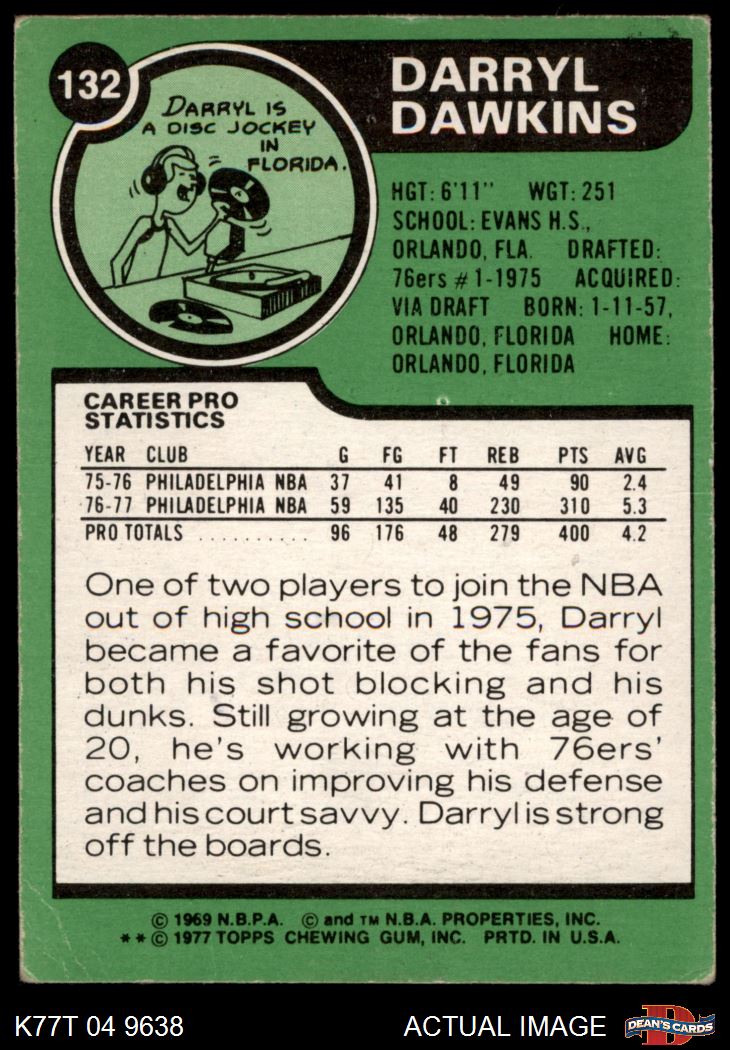 132
DARRYL IS
A DISC JOCKEY
IN
FLORIDA.
DARRYL
DAWKINS
HGT: 6'11" WGT: 251
SCHOOL: EVANS H.S.,
ORLANDO, FLA. DRAFTED:
76ers #1-1975 ACQUIRED:
VIA DRAFT BORN: 1-11-57,
ORLANDO, FLORIDA HOME:
ORLANDO, FLORIDA
CAREER PRO
STATISTICS
YEAR CLUB G FG FT REB PTS AVG
75-76 PHILADELPHIA NBA 37 41 8 49 90 2.4
76-77 PHILADELPHIA NBA 59 135 40 230 310 5.3
PRO TOTALS .......... 96 176 48 279 400 4.2
One of two players to join the NBA
out of high school in 1975, Darryl
became a favorite of the fans for
both his shot blocking and his
dunks. Still growing at the age of
20, he's working with 76ers'
coaches on improving his defense
and his court savvy. Darryl is strong
off the boards.
© 1969 N.B.P.A. © and TM N.B.A. PROPERTIES, INC.
**© 1977 TOPPS CHEWING GUM, INC. PRTD. IN U.S.A.
K77T 04 9638 ACTUAL IMAGE DEAN'S CARDS